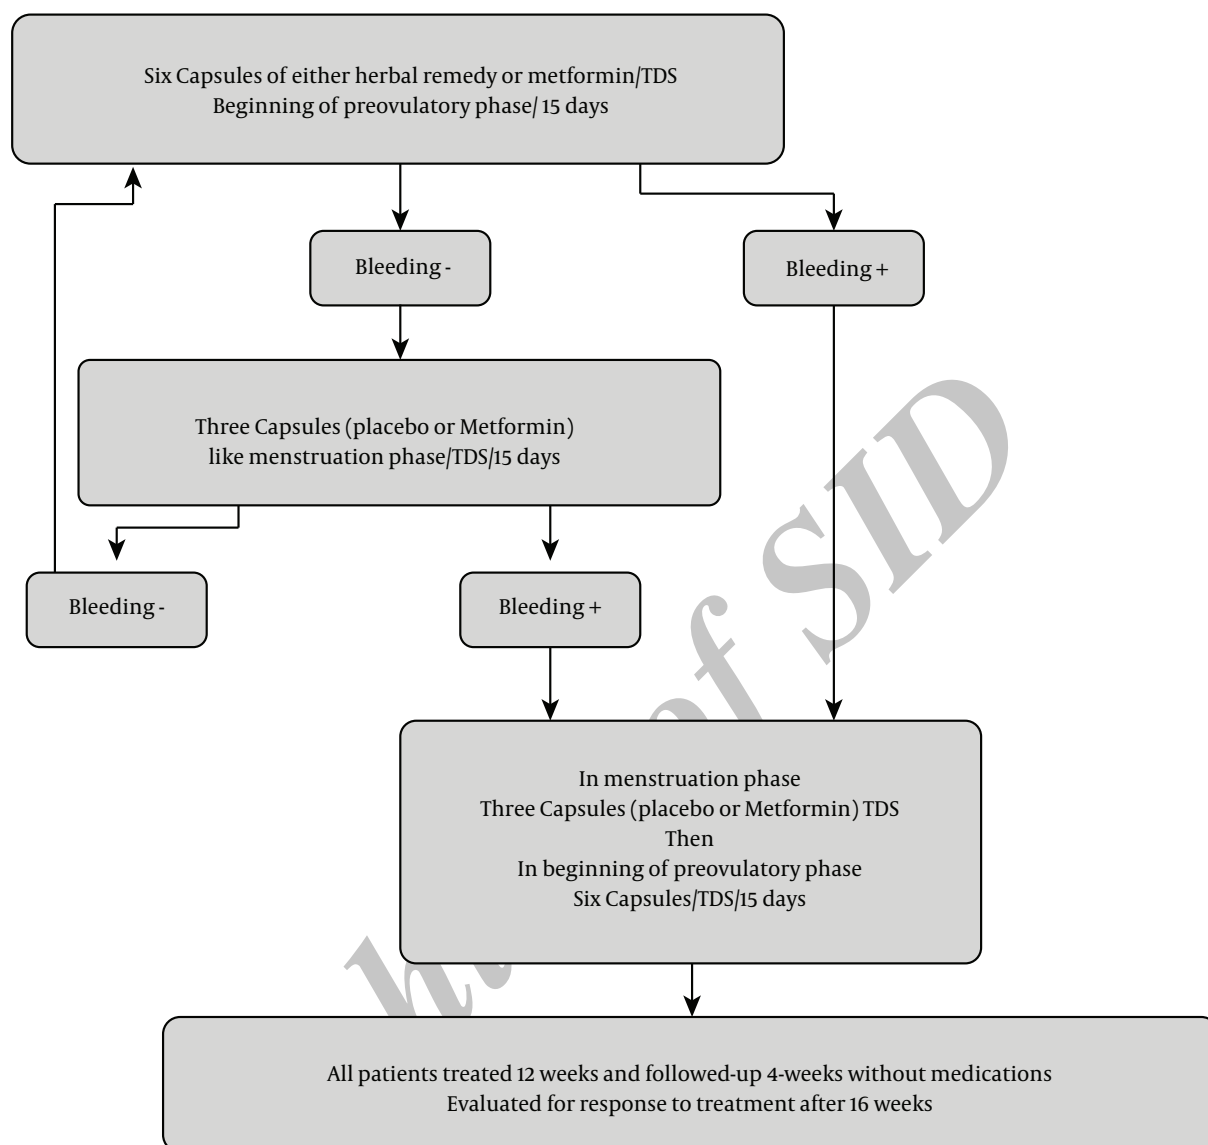 Six Capsules of either herbal remedy or metformin/TDS
Beginning of preovulatory phase/ 15 days
Bleeding -
Bleeding +
Three Capsules (placebo or Metformin)
like menstruation phase/TDS/15 days
Bleeding -
Bleeding +
In menstruation phase
Three Capsules (placebo or Metformin) TDS
Then
In beginning of preovulatory phase
Six Capsules/TDS/15 days
All patients treated 12 weeks and followed-up 4-weeks without medications
Evaluated for response to treatment after 16 weeks
of SID